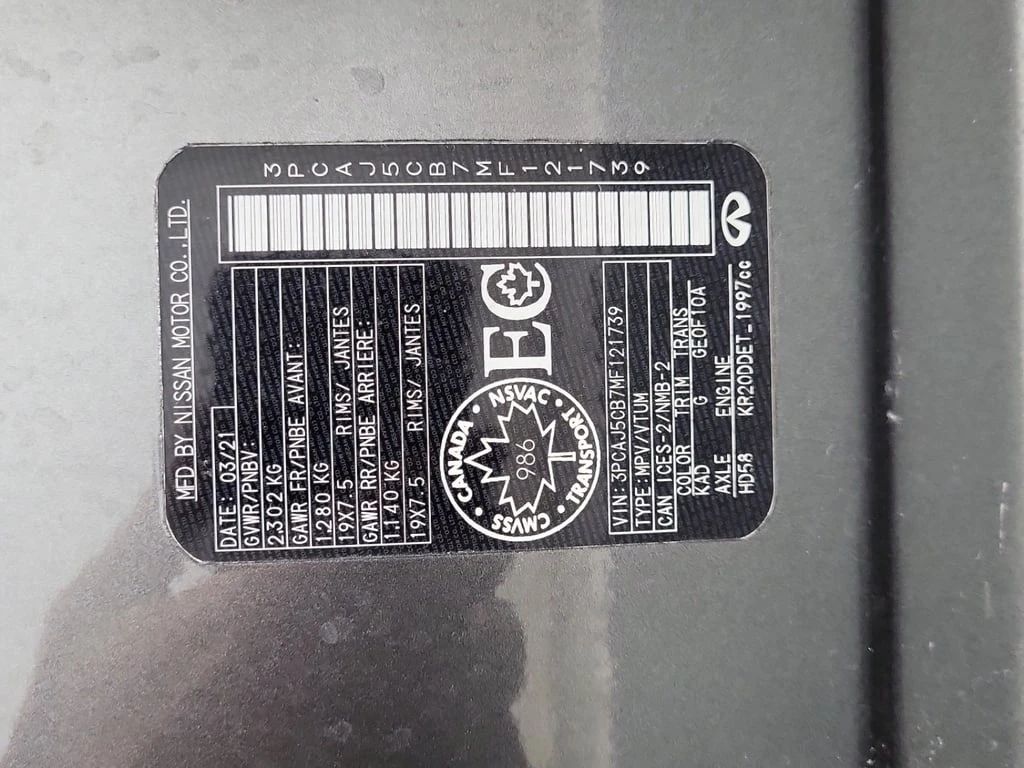 MFD BY NISSAN MOTOR CO.,LTD.
DATE: 03/21
GVWR/PNBV:
2,302 KG
GAWR FR/PNBE AVANT:
1,280 KG
19X7.5 RIMS/ JANTES
GAWR RR/PNBE ARRIERE:
1,140 KG
19X7.5 RIMS/ JANTES
3PCAJ5CB7MF121739
CANADA · NSVAC · TRANSPORT · CMVSS
986
EC
VIN: 3PCAJ5CB7MF121739
TYPE:MPV/VTUM
CAN ICES-2/NMB-2
COLOR TRIM TRANS
KAD G GE0F10A
AXLE ENGINE
HD58 KR20DDET_1997cc